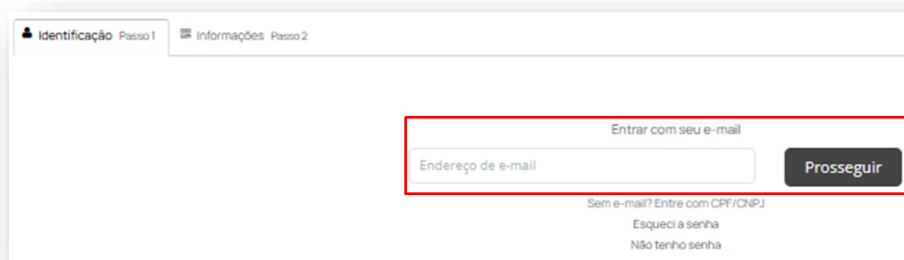 Identificação Passo 1 Informações Passo 2
Entrar com seu e-mail
Endereço de e-mail Prosseguir
Sem e-mail? Entre com CPF/CNPJ
Esqueci a senha
Não tenho senha